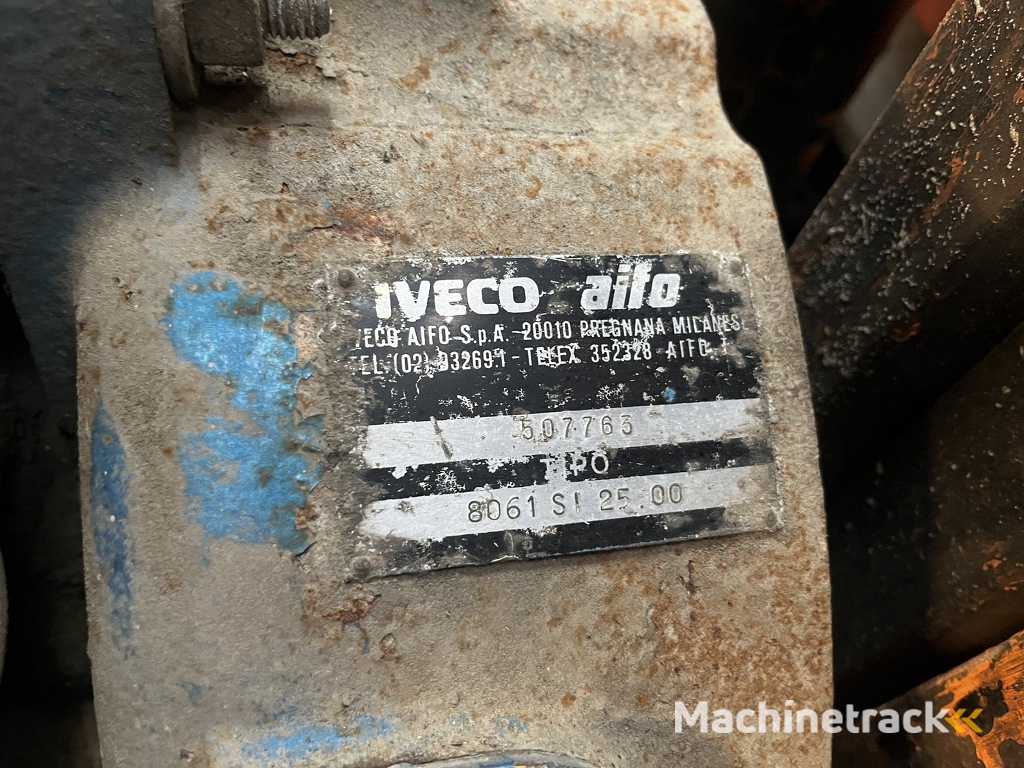 IVECO aifo
IVECO AIFO S.p.A. - 20010 PREGNANA MILANES
TEL. (02) 932691 - TELEX 352328 - AIFO
507763
TIPO
8061 SI 25.00
Machinetrack